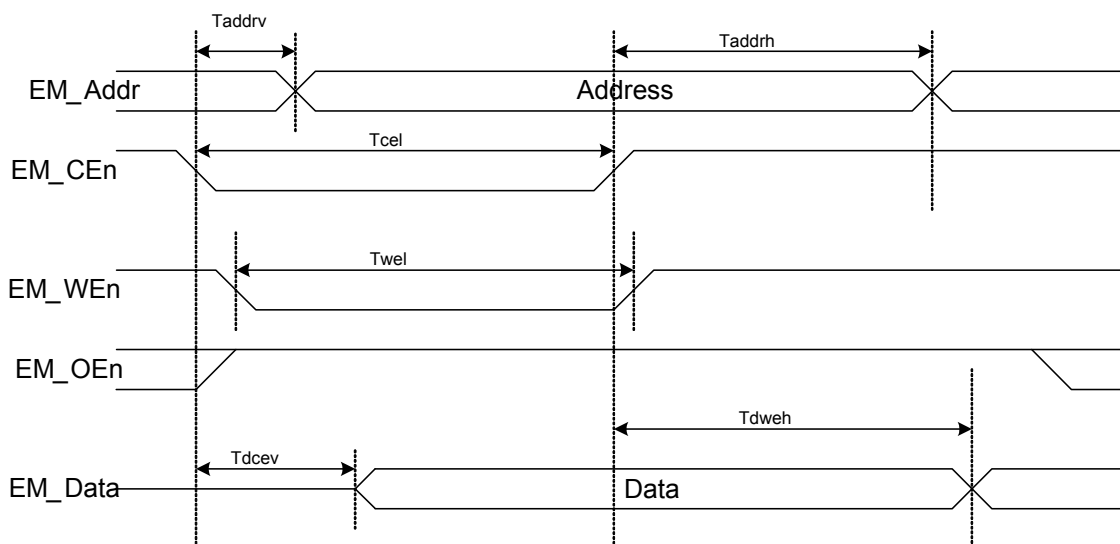 Taddrv
Taddrh
EM_Addr
Address
Tcel
EM_CEn
Twel
EM_WEn
EM_OEn
Tdweh
Tdcev
EM_Data
Data